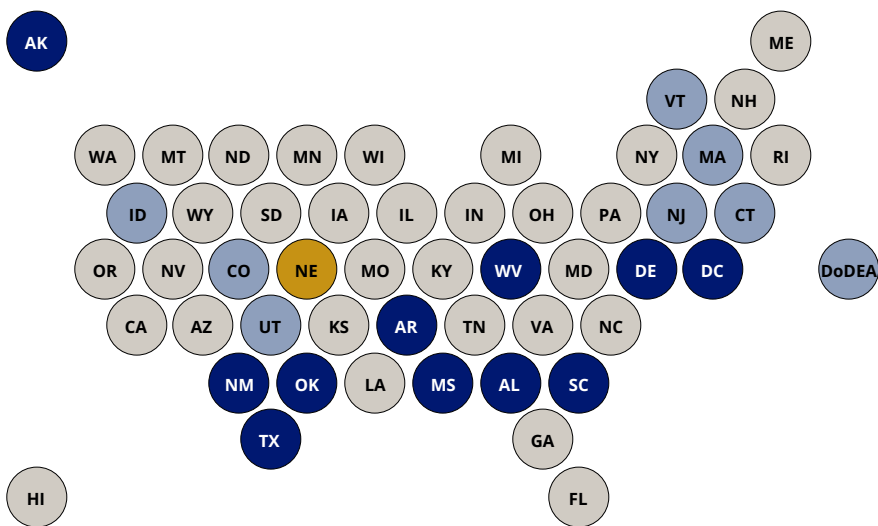 AK
ME
VT NH
WA MT ND MN WI MI NY MA RI
ID WY SD IA IL IN OH PA NJ CT
OR NV CO NE MO KY WV MD DE DC DoDEA
CA AZ UT KS AR TN VA NC
NM OK LA MS AL SC
TX GA
HI FL